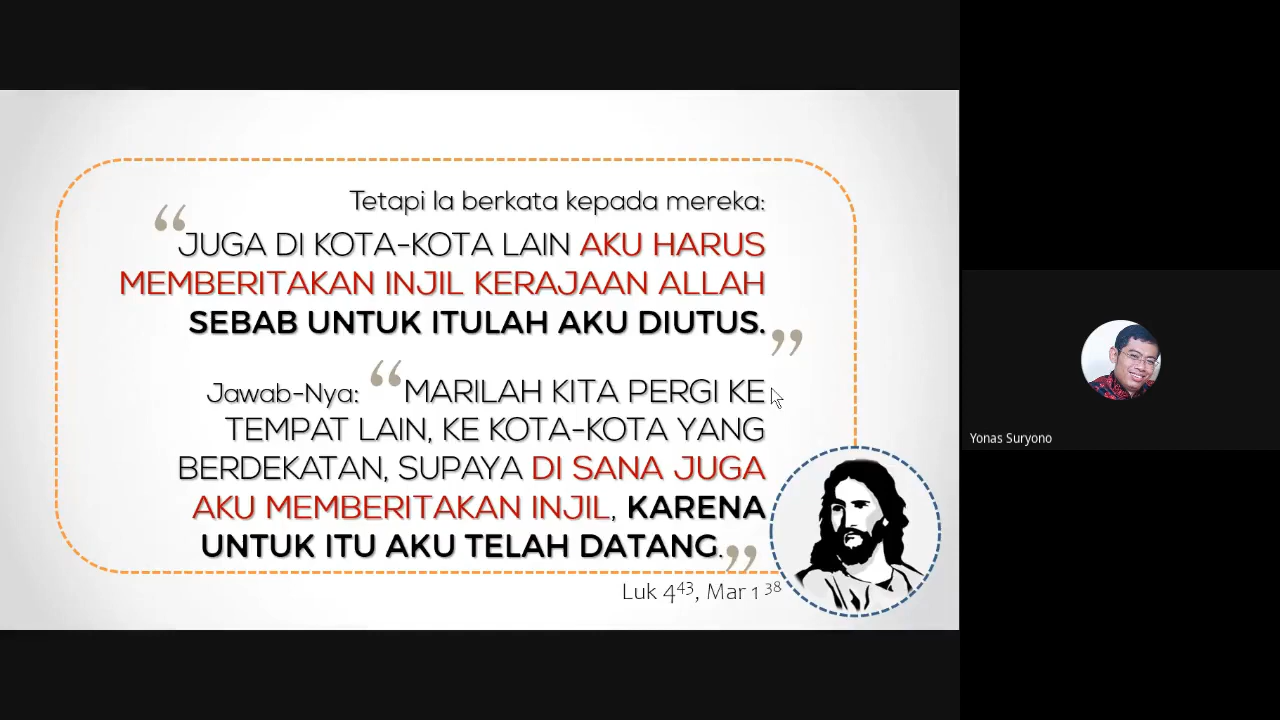 Tetapi Ia berkata kepada mereka:
“JUGA DI KOTA-KOTA LAIN AKU HARUS
MEMBERITAKAN INJIL KERAJAAN ALLAH
SEBAB UNTUK ITULAH AKU DIUTUS.”
Jawab-Nya: “MARILAH KITA PERGI KE
TEMPAT LAIN, KE KOTA-KOTA YANG
BERDEKATAN, SUPAYA DI SANA JUGA
AKU MEMBERITAKAN INJIL, KARENA
UNTUK ITU AKU TELAH DATANG.”
Luk 4⁴³, Mar 1³⁸
Yonas Suryono